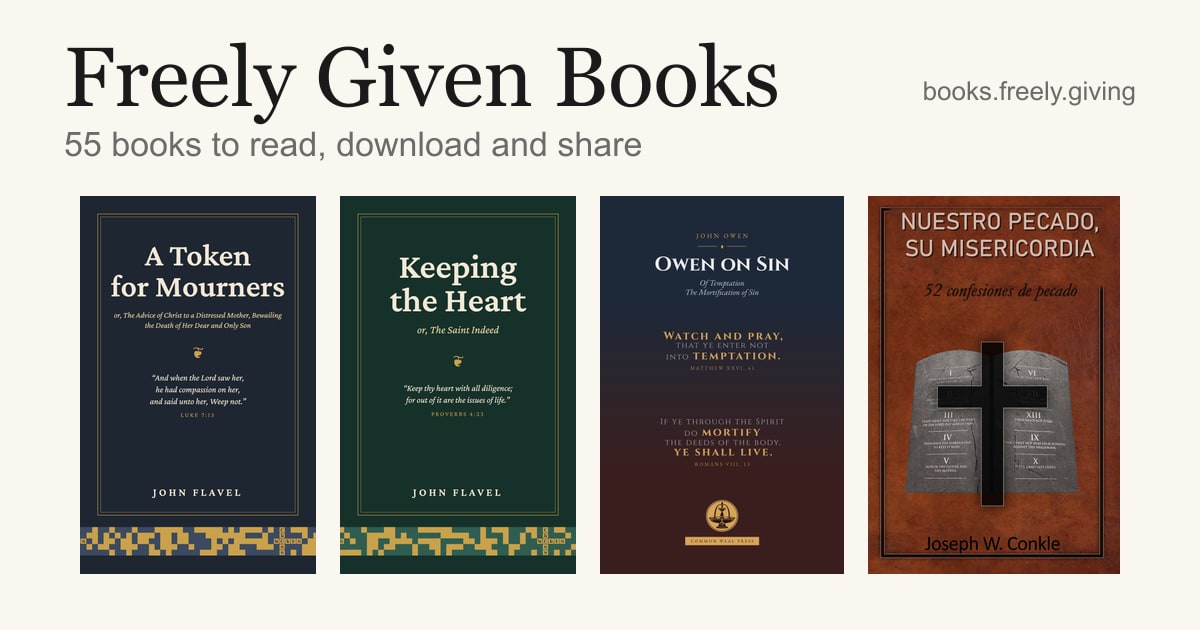 Freely Given Books
books.freely.giving
55 books to read, download and share
A Token
for Mourners
or, The Advice of Christ to a Distressed Mother, Bewailing
the Death of Her Dear and Only Son
“And when the Lord saw her,
he had compassion on her,
and said unto her, Weep not.”
LUKE 7:13
JOHN FLAVEL
Keeping
the Heart
or, The Saint Indeed
“Keep thy heart with all diligence;
for out of it are the issues of life.”
PROVERBS 4:23
JOHN FLAVEL
JOHN OWEN
OWEN ON SIN
Of Temptation
The Mortification of Sin
WATCH AND PRAY,
THAT YE ENTER NOT
INTO TEMPTATION.
MATTHEW XXVI. 41
IF YE THROUGH THE SPIRIT
DO MORTIFY
THE DEEDS OF THE BODY,
YE SHALL LIVE.
ROMANS VIII. 13
COMMON WEAL PRESS
NUESTRO PECADO,
SU MISERICORDIA
52 confesiones de pecado
I
III
IV
V
VI
XIII
IX
X
Joseph W. Conkle